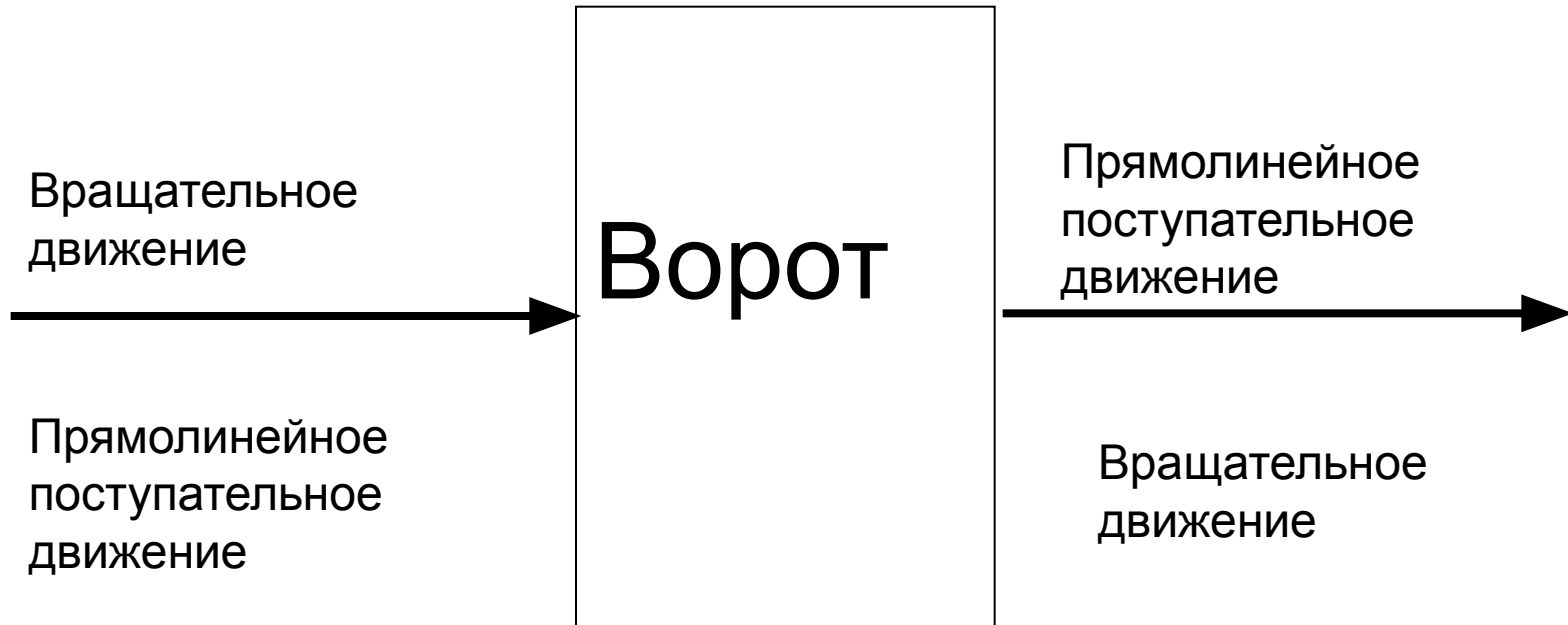 Вращательное
движение
Прямолинейное
поступательное
движение
Ворот
Прямолинейное
поступательное
движение
Вращательное
движение